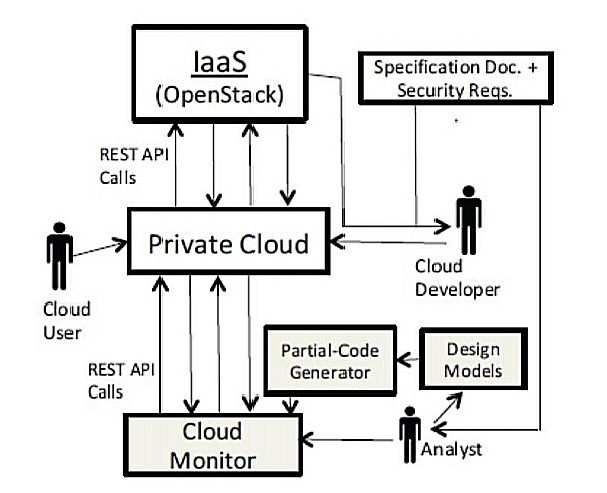 IaaS
(OpenStack)
Specification Doc. +
Security Reqs.
REST API
Calls
Private Cloud
Cloud
User
Cloud
Developer
REST API
Calls
Partial-Code
Generator
Design
Models
Cloud
Monitor
Analyst